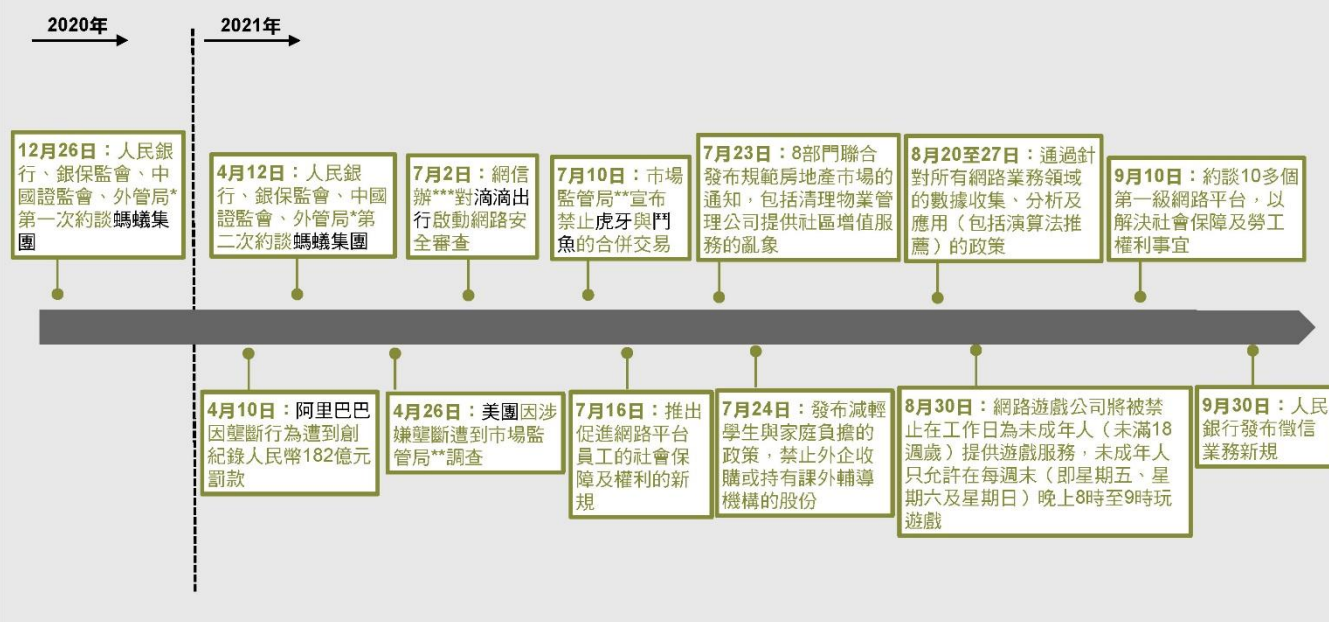 2020年
2021年
12月26日：人民銀
行、銀保監會、中
國證監會、外管局*
第一次約談螞蟻集
團
4月12日：人民銀
行、銀保監會、中國
證監會、外管局*第
二次約談螞蟻集團
7月2日：網信
辦***對滴滴出
行啟動網路安
全審查
7月10日：市場
監管局**宣布
禁止虎牙與鬥
魚的合併交易
7月23日：8部門聯合
發布規範房地產市場的
通知，包括清理物業管
理公司提供社區增值服
務的亂象
8月20至27日：通過針
對所有網路業務領域
的數據收集、分析及
應用（包括演算法推
薦）的政策
9月10日：約談10多個
第一級網路平台，以
解決社會保障及勞工
權利事宜
4月10日：阿里巴巴
因壟斷行為遭到創
紀錄人民幣182億元
罰款
4月26日：美團因涉
嫌壟斷遭到市場監
管局**調查
7月16日：推出
促進網路平台
員工的社會保
障及權利的新
規
7月24日：發布減輕
學生與家庭負擔的
政策，禁止外企收
購或持有課外輔導
機構的股份
8月30日：網路遊戲公司將被禁
止在工作日為未成年人（未滿18
週歲）提供遊戲服務，未成年人
只允許在每週末（即星期五、星
期六及星期日）晚上8時至9時玩
遊戲
9月30日：人民
銀行發布徵信
業務新規